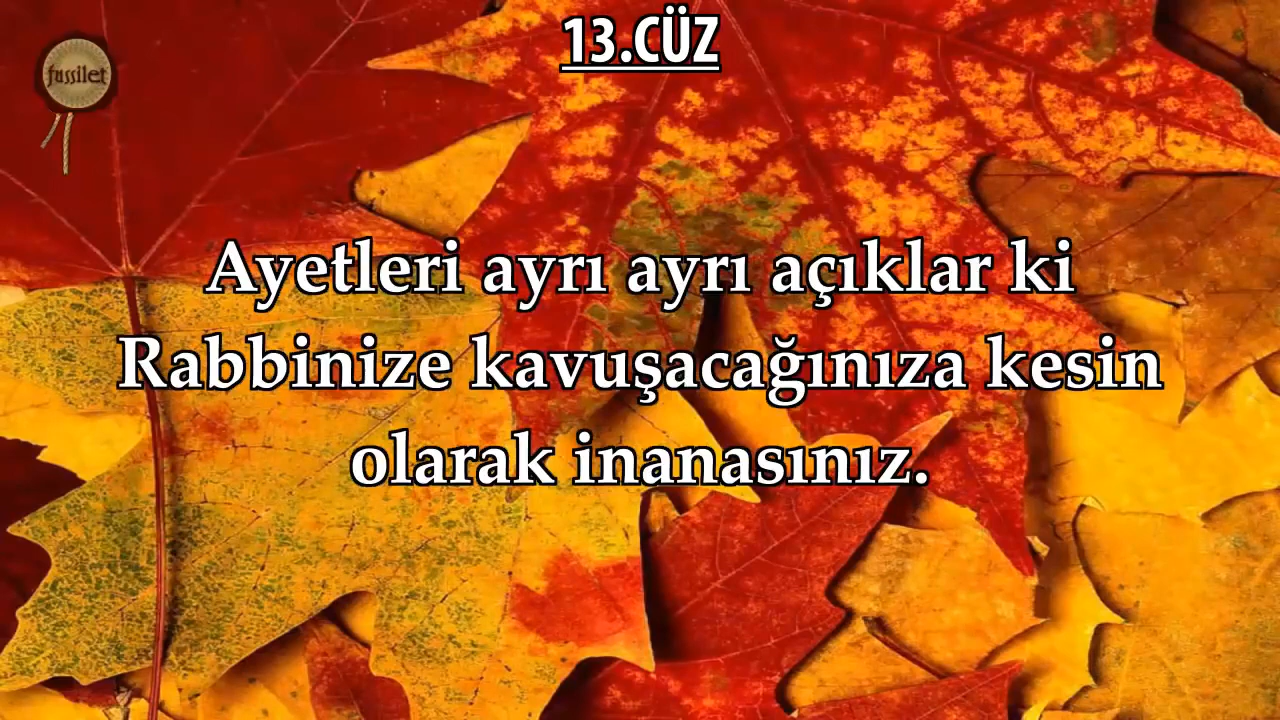 13.CÜZ
fussilet
Ayetleri ayrı ayrı açıklar ki
Rabbinize kavuşacağınıza kesin
olarak inanasınız.